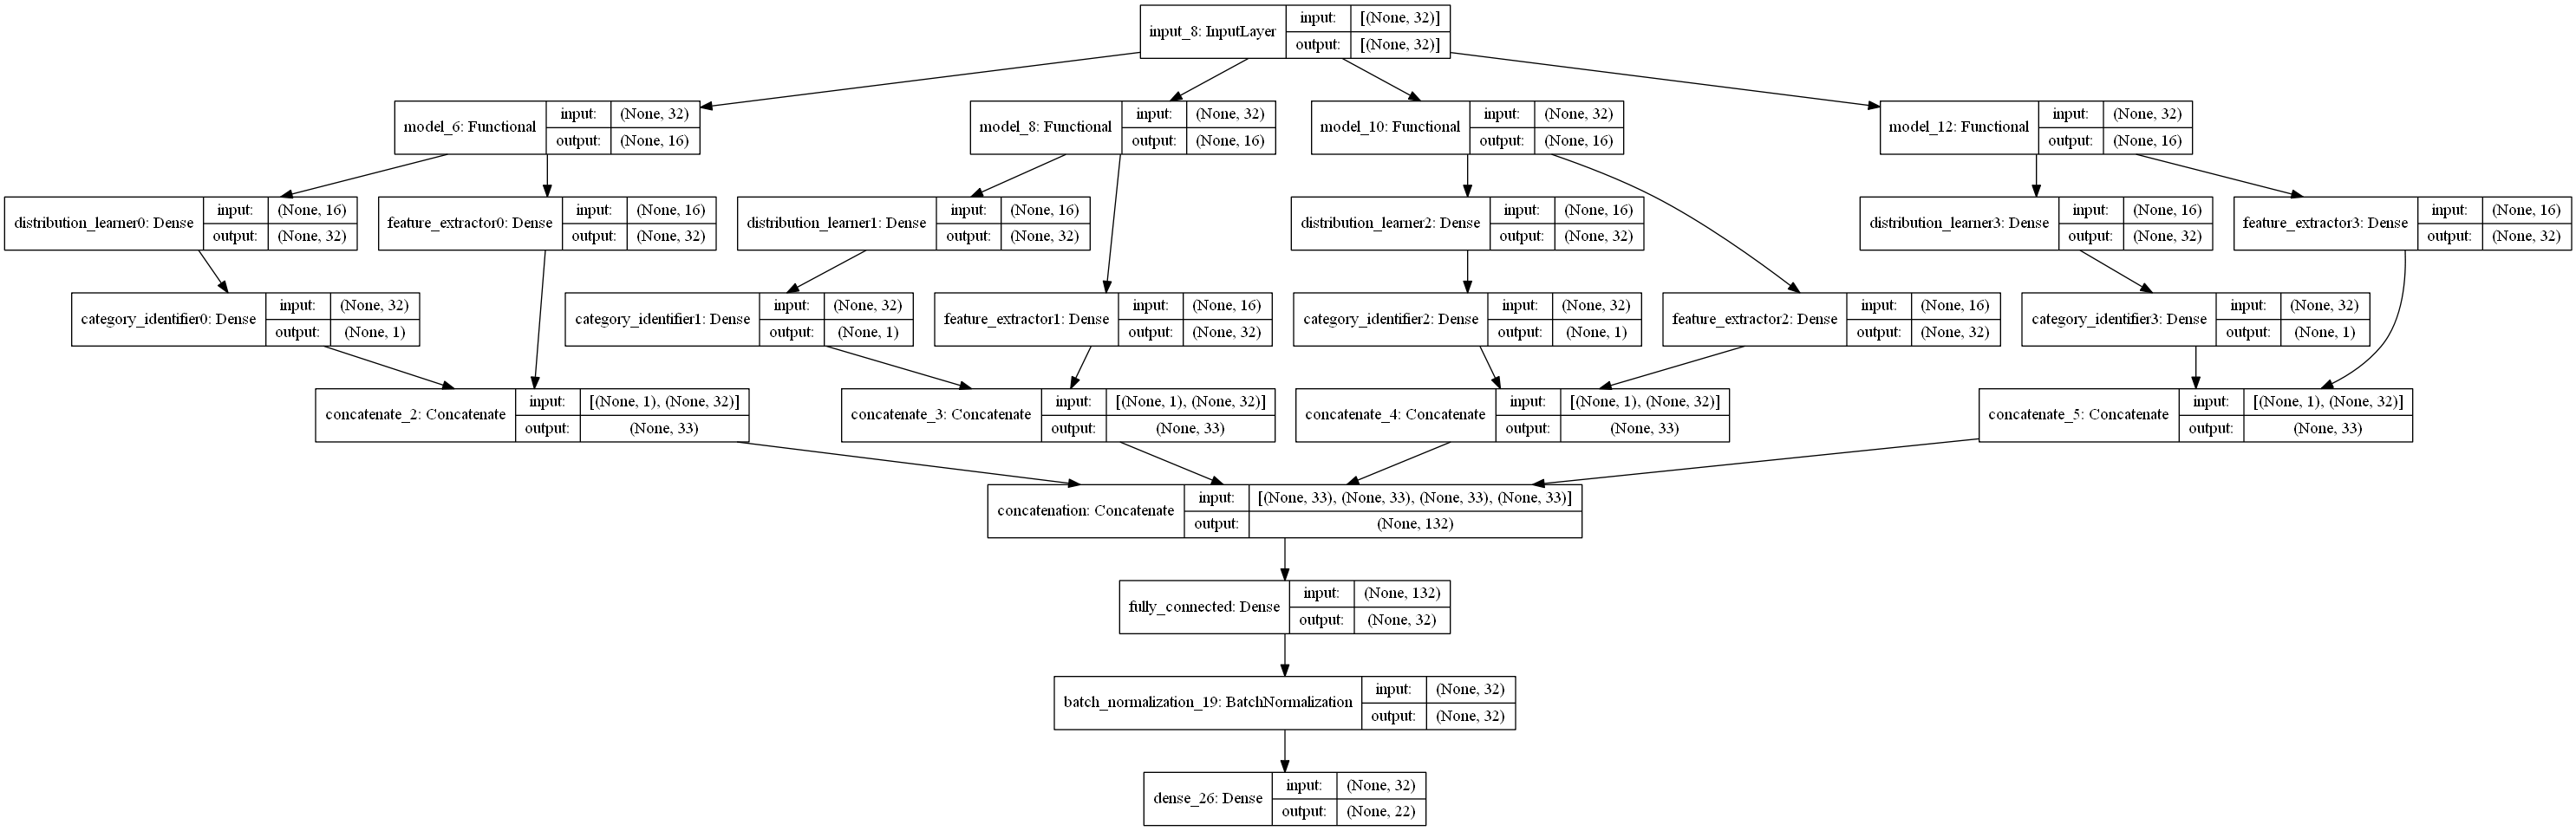 input_8: InputLayer
input: [(None, 32)]
output: [(None, 32)]
model_6: Functional
input: (None, 32)
output: (None, 16)
model_8: Functional
input: (None, 32)
output: (None, 16)
model_10: Functional
input: (None, 32)
output: (None, 16)
model_12: Functional
input: (None, 32)
output: (None, 16)
distribution_learner0: Dense
input: (None, 16)
output: (None, 32)
feature_extractor0: Dense
input: (None, 16)
output: (None, 32)
distribution_learner1: Dense
input: (None, 16)
output: (None, 32)
distribution_learner2: Dense
input: (None, 16)
output: (None, 32)
distribution_learner3: Dense
input: (None, 16)
output: (None, 32)
feature_extractor3: Dense
input: (None, 16)
output: (None, 32)
category_identifier0: Dense
input: (None, 32)
output: (None, 1)
category_identifier1: Dense
input: (None, 32)
output: (None, 1)
feature_extractor1: Dense
input: (None, 16)
output: (None, 32)
category_identifier2: Dense
input: (None, 32)
output: (None, 1)
feature_extractor2: Dense
input: (None, 16)
output: (None, 32)
category_identifier3: Dense
input: (None, 32)
output: (None, 1)
concatenate_2: Concatenate
input: [(None, 1), (None, 32)]
output: (None, 33)
concatenate_3: Concatenate
input: [(None, 1), (None, 32)]
output: (None, 33)
concatenate_4: Concatenate
input: [(None, 1), (None, 32)]
output: (None, 33)
concatenate_5: Concatenate
input: [(None, 1), (None, 32)]
output: (None, 33)
concatenation: Concatenate
input: [(None, 33), (None, 33), (None, 33), (None, 33)]
output: (None, 132)
fully_connected: Dense
input: (None, 132)
output: (None, 32)
batch_normalization_19: BatchNormalization
input: (None, 32)
output: (None, 32)
dense_26: Dense
input: (None, 32)
output: (None, 22)